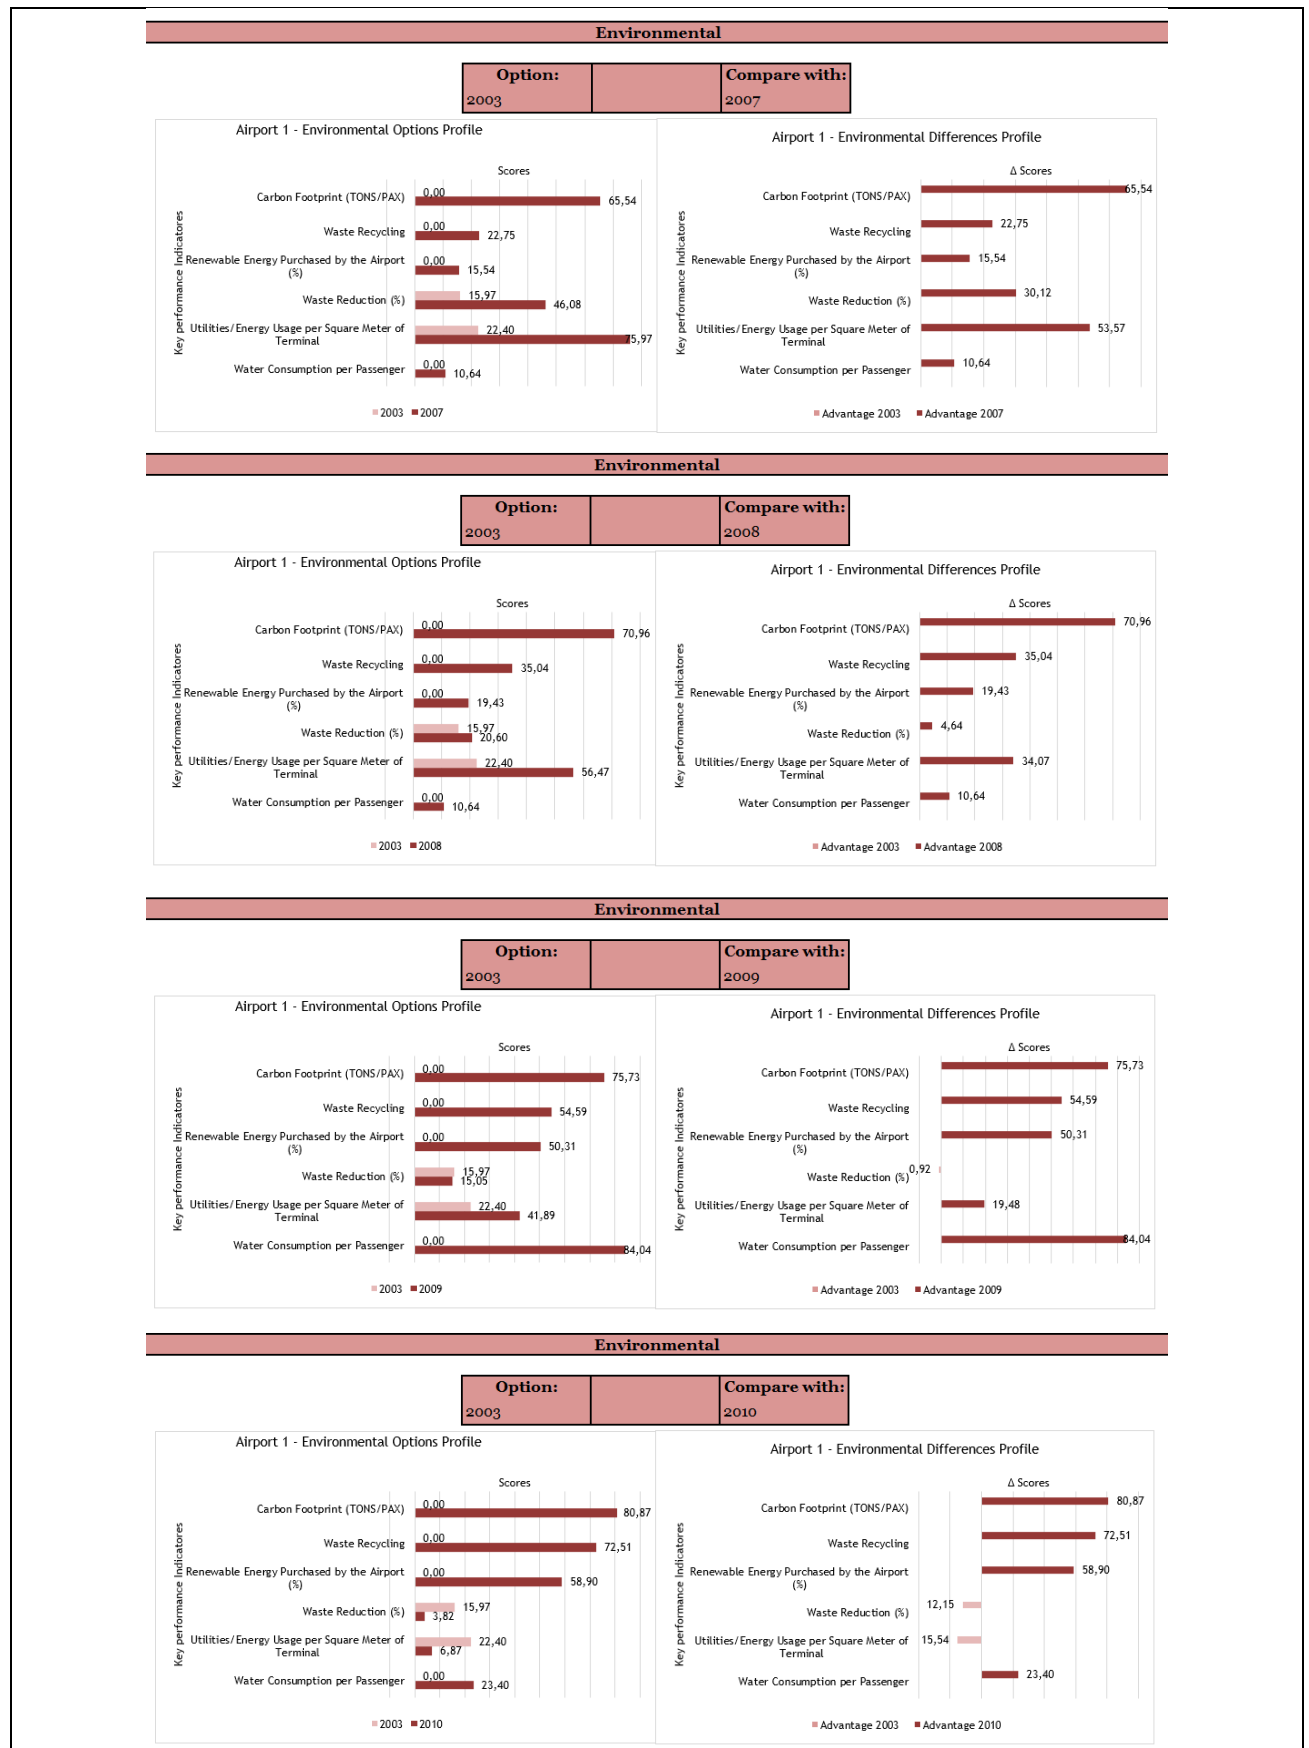 Environmental
Option:
Compare with:
2003
2007
Airport 1 - Environmental Options Profile
Scores
Key performance Indicatores
Carbon Footprint (TONS/PAX)
0,00
65,54
Waste Recycling
0,00
22,75
Renewable Energy Purchased by the Airport
(%)
0,00
15,54
Waste Reduction (%)
15,97
46,08
Utilities/Energy Usage per Square Meter of
Terminal
22,40
75,97
Water Consumption per Passenger
0,00
10,64
2003
2007
Airport 1 - Environmental Differences Profile
Δ Scores
Key performance Indicatores
Carbon Footprint (TONS/PAX)
65,54
Waste Recycling
22,75
Renewable Energy Purchased by the Airport
(%)
15,54
Waste Reduction (%)
30,12
Utilities/Energy Usage per Square Meter of
Terminal
53,57
Water Consumption per Passenger
10,64
Advantage 2003
Advantage 2007
Environmental
Option:
Compare with:
2003
2008
Airport 1 - Environmental Options Profile
Scores
Key performance Indicatores
Carbon Footprint (TONS/PAX)
0,00
70,96
Waste Recycling
0,00
35,04
Renewable Energy Purchased by the Airport
(%)
0,00
19,43
Waste Reduction (%)
15,97
20,60
Utilities/Energy Usage per Square Meter of
Terminal
22,40
56,47
Water Consumption per Passenger
0,00
10,64
2003
2008
Airport 1 - Environmental Differences Profile
Δ Scores
Key performance Indicatores
Carbon Footprint (TONS/PAX)
70,96
Waste Recycling
35,04
Renewable Energy Purchased by the Airport
(%)
19,43
Waste Reduction (%)
4,64
Utilities/Energy Usage per Square Meter of
Terminal
34,07
Water Consumption per Passenger
10,64
Advantage 2003
Advantage 2008
Environmental
Option:
Compare with:
2003
2009
Airport 1 - Environmental Options Profile
Scores
Key performance Indicatores
Carbon Footprint (TONS/PAX)
0,00
75,73
Waste Recycling
0,00
54,59
Renewable Energy Purchased by the Airport
(%)
0,00
50,31
Waste Reduction (%)
15,97
15,05
Utilities/Energy Usage per Square Meter of
Terminal
22,40
41,89
Water Consumption per Passenger
0,00
84,04
2003
2009
Airport 1 - Environmental Differences Profile
Δ Scores
Key performance Indicatores
Carbon Footprint (TONS/PAX)
75,73
Waste Recycling
54,59
Renewable Energy Purchased by the Airport
(%)
50,31
Waste Reduction (%)
0,92
Utilities/Energy Usage per Square Meter of
Terminal
19,48
Water Consumption per Passenger
84,04
Advantage 2003
Advantage 2009
Environmental
Option:
Compare with:
2003
2010
Airport 1 - Environmental Options Profile
Scores
Key performance Indicatores
Carbon Footprint (TONS/PAX)
0,00
80,87
Waste Recycling
0,00
72,51
Renewable Energy Purchased by the Airport
(%)
0,00
58,90
Waste Reduction (%)
15,97
3,82
Utilities/Energy Usage per Square Meter of
Terminal
22,40
6,87
Water Consumption per Passenger
0,00
23,40
2003
2010
Airport 1 - Environmental Differences Profile
Δ Scores
Key performance Indicatores
Carbon Footprint (TONS/PAX)
80,87
Waste Recycling
72,51
Renewable Energy Purchased by the Airport
(%)
58,90
Waste Reduction (%)
12,15
Utilities/Energy Usage per Square Meter of
Terminal
15,54
Water Consumption per Passenger
23,40
Advantage 2003
Advantage 2010